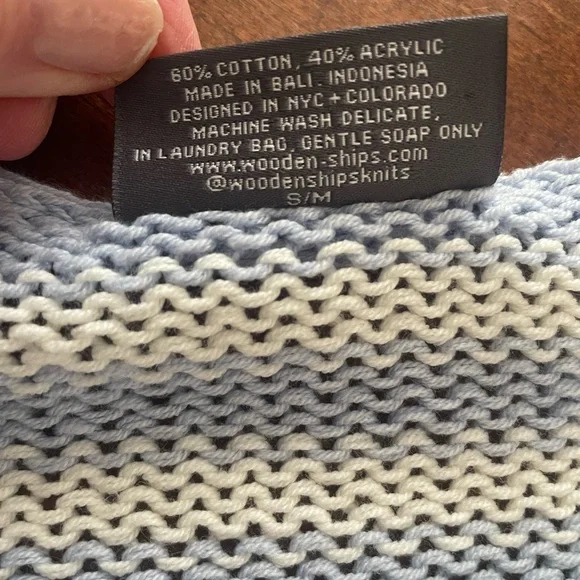 60% COTTON, 40% ACRYLIC
MADE IN BALI, INDONESIA
DESIGNED IN NYC + COLORADO
MACHINE WASH DELICATE,
IN LAUNDRY BAG, GENTLE SOAP ONLY
www.wooden-ships.com
@woodenshipsknits
S/M